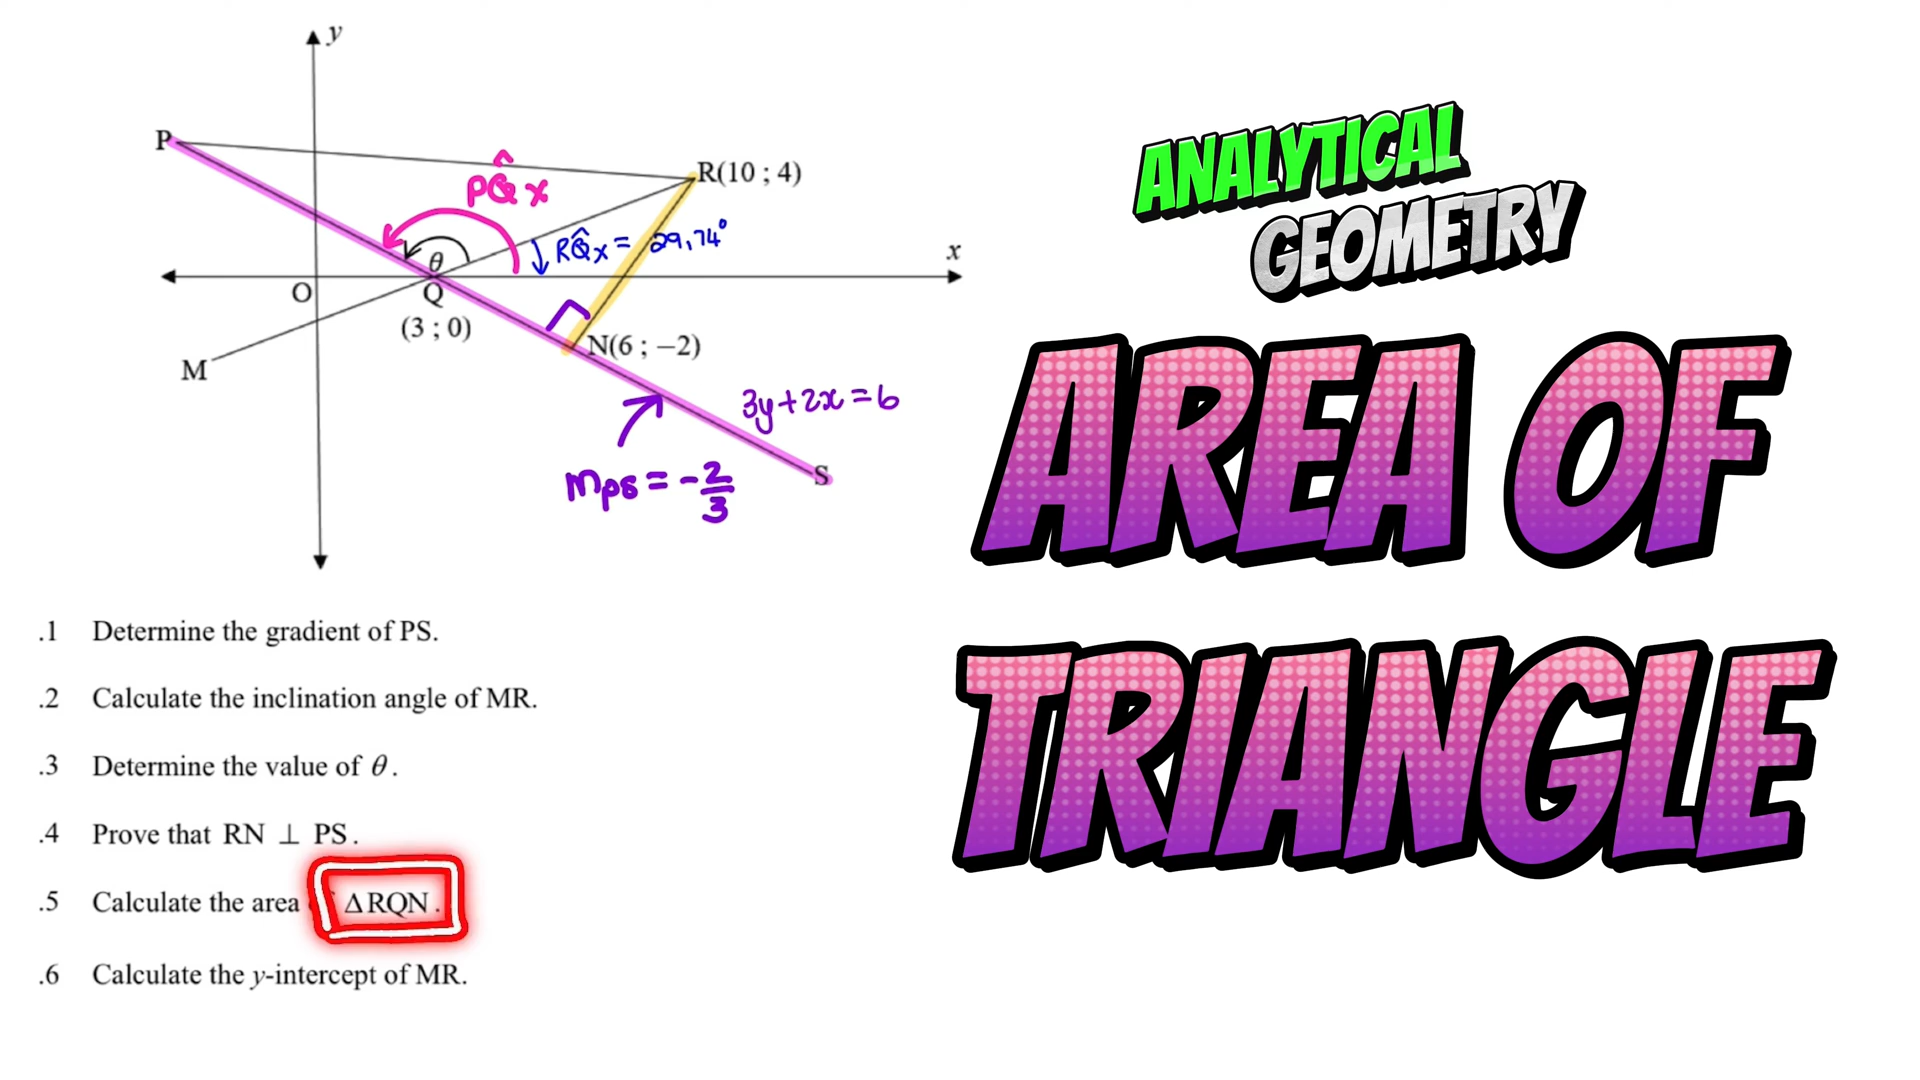 y
P
R(10 ; 4)
PQ̂x
RQ̂x = 29,74°
x
θ
O
Q
(3 ; 0)
N(6 ; −2)
M
3y + 2x = 6
S
mPS = -2/3
.1 Determine the gradient of PS.
.2 Calculate the inclination angle of MR.
.3 Determine the value of θ.
.4 Prove that RN ⊥ PS.
.5 Calculate the area ΔRQN.
.6 Calculate the y-intercept of MR.
ANALYTICAL
GEOMETRY
AREA OF
TRIANGLE